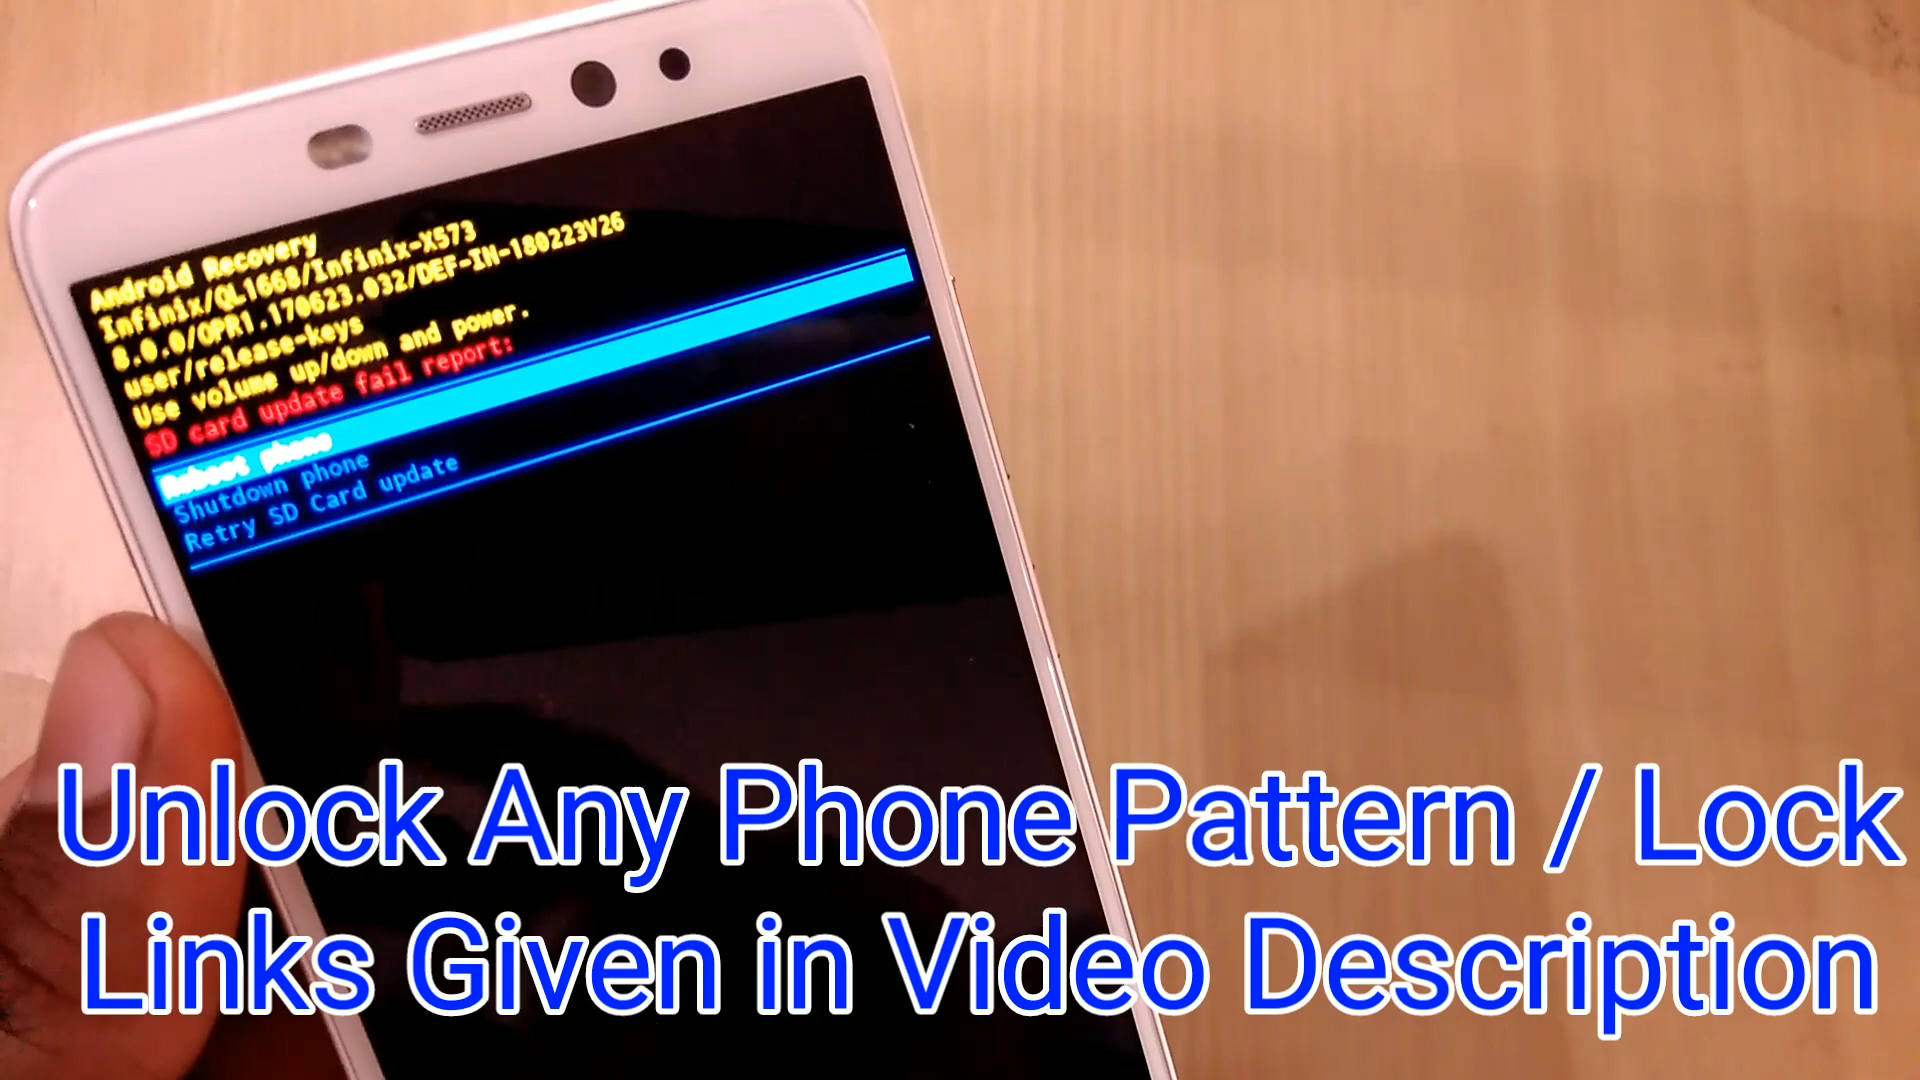 Android Recovery
Infinix/QL1668/Infinix-X573
8.0.0/OPR1.170623.032/DEF-IN-180223V26
user/release-keys
Use volume up/down and power.
SD card update fail report:
Reboot phone
Shutdown phone
Retry SD Card update
Unlock Any Phone Pattern / Lock
Links Given in Video Description